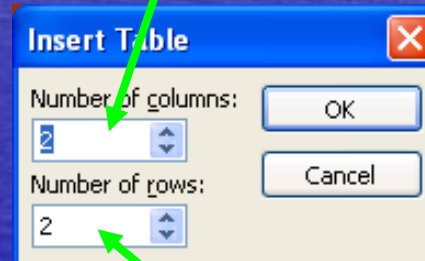 Insert Table
Number of columns:
OK
2
Number of rows:
Cancel
2